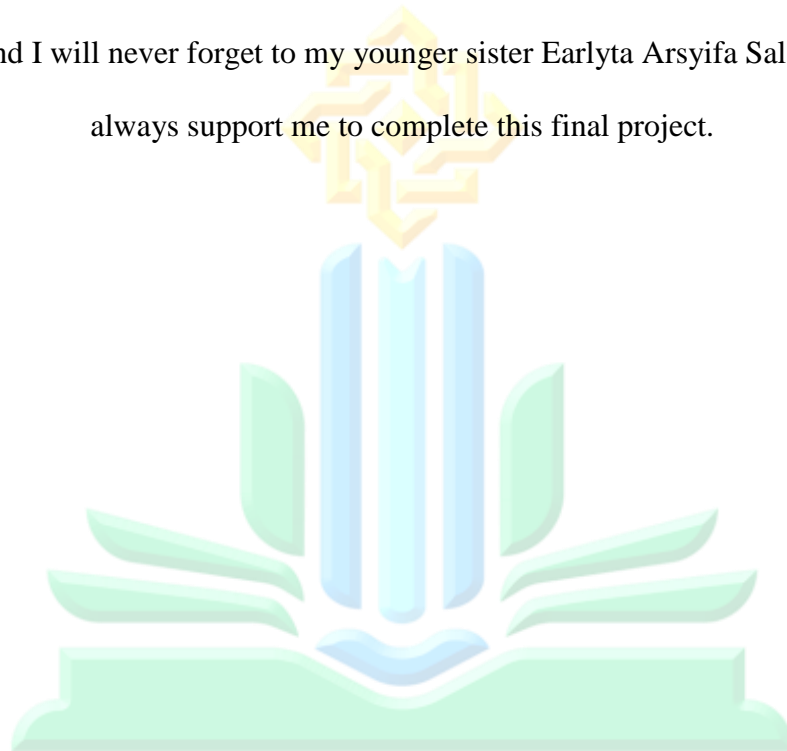 nd I will never forget to my younger sister Earlyta Arsyifa Sal
always support me to complete this final project.